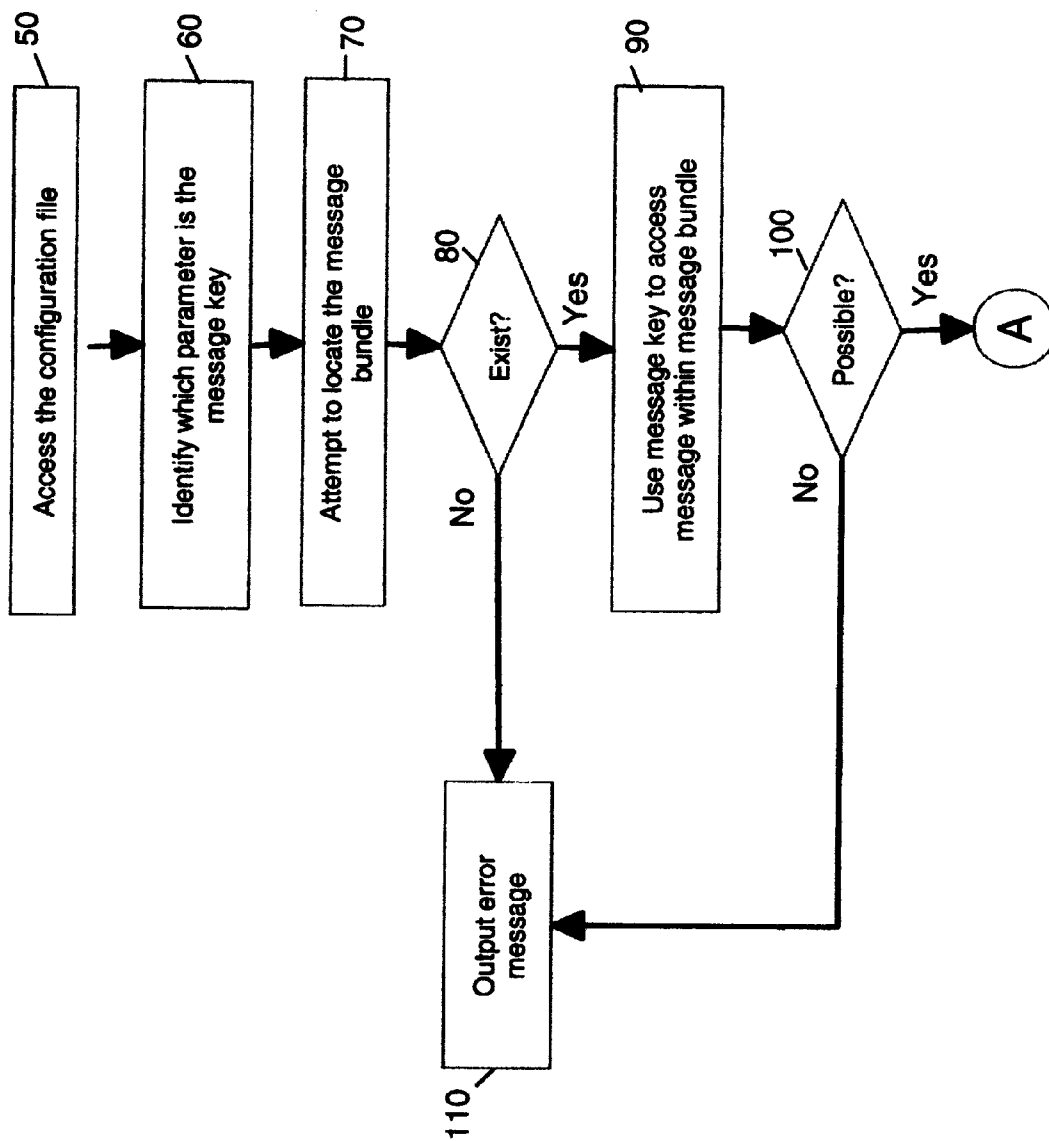 50
Access the configuration file
60
Identify which parameter is the
message key
70
Attempt to locate the message
bundle
80
Exist?
No
Yes
90
Use message key to access
message within message bundle
100
Possible?
No
Yes
A
Output error
message
110